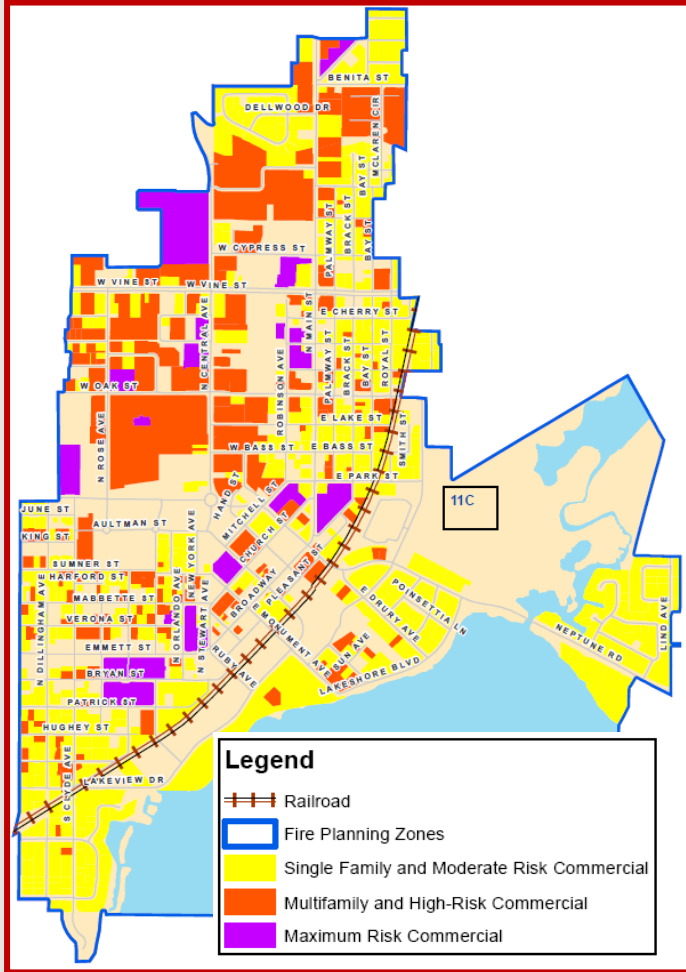 BENITA ST
DELLWOOD DR
MCLAREN CIR
BAY ST
PALMWAY ST
BRACK ST
BAY ST
W CYPRESS ST
W VINE ST
W VINE ST
N MAIN ST
E CHERRY ST
N CENTRAL AVE
ROBINSON AVE
PALMWAY ST
BRACK ST
BAY ST
ROYAL ST
W OAK ST
N ROSE AVE
E LAKE ST
SMITH ST
W BASS ST
E BASS ST
E PARK ST
HAND ST
MITCHELL ST
11C
JUNE ST
AULTMAN ST
CHURCH ST
KING ST
NEW YORK AVE
SUMNER ST
HARFORD ST
BROADWAY
E PLEASANT ST
MABBETTE ST
N ORLANDO AVE
N STEWART AVE
POINSETTIA LN
E DRURY AVE
VERONA ST
N DILLINGHAM AVE
MONUMENT AVE
E SUN AVE
NEPTUNE RD
LIND AVE
EMMETT ST
RUBY AVE
LAKESHORE BLVD
BRYAN ST
PATRICK ST
HUGHEY ST
S CLYDE AVE
LAKEVIEW DR
Legend
Railroad
Fire Planning Zones
Single Family and Moderate Risk Commercial
Multifamily and High-Risk Commercial
Maximum Risk Commercial